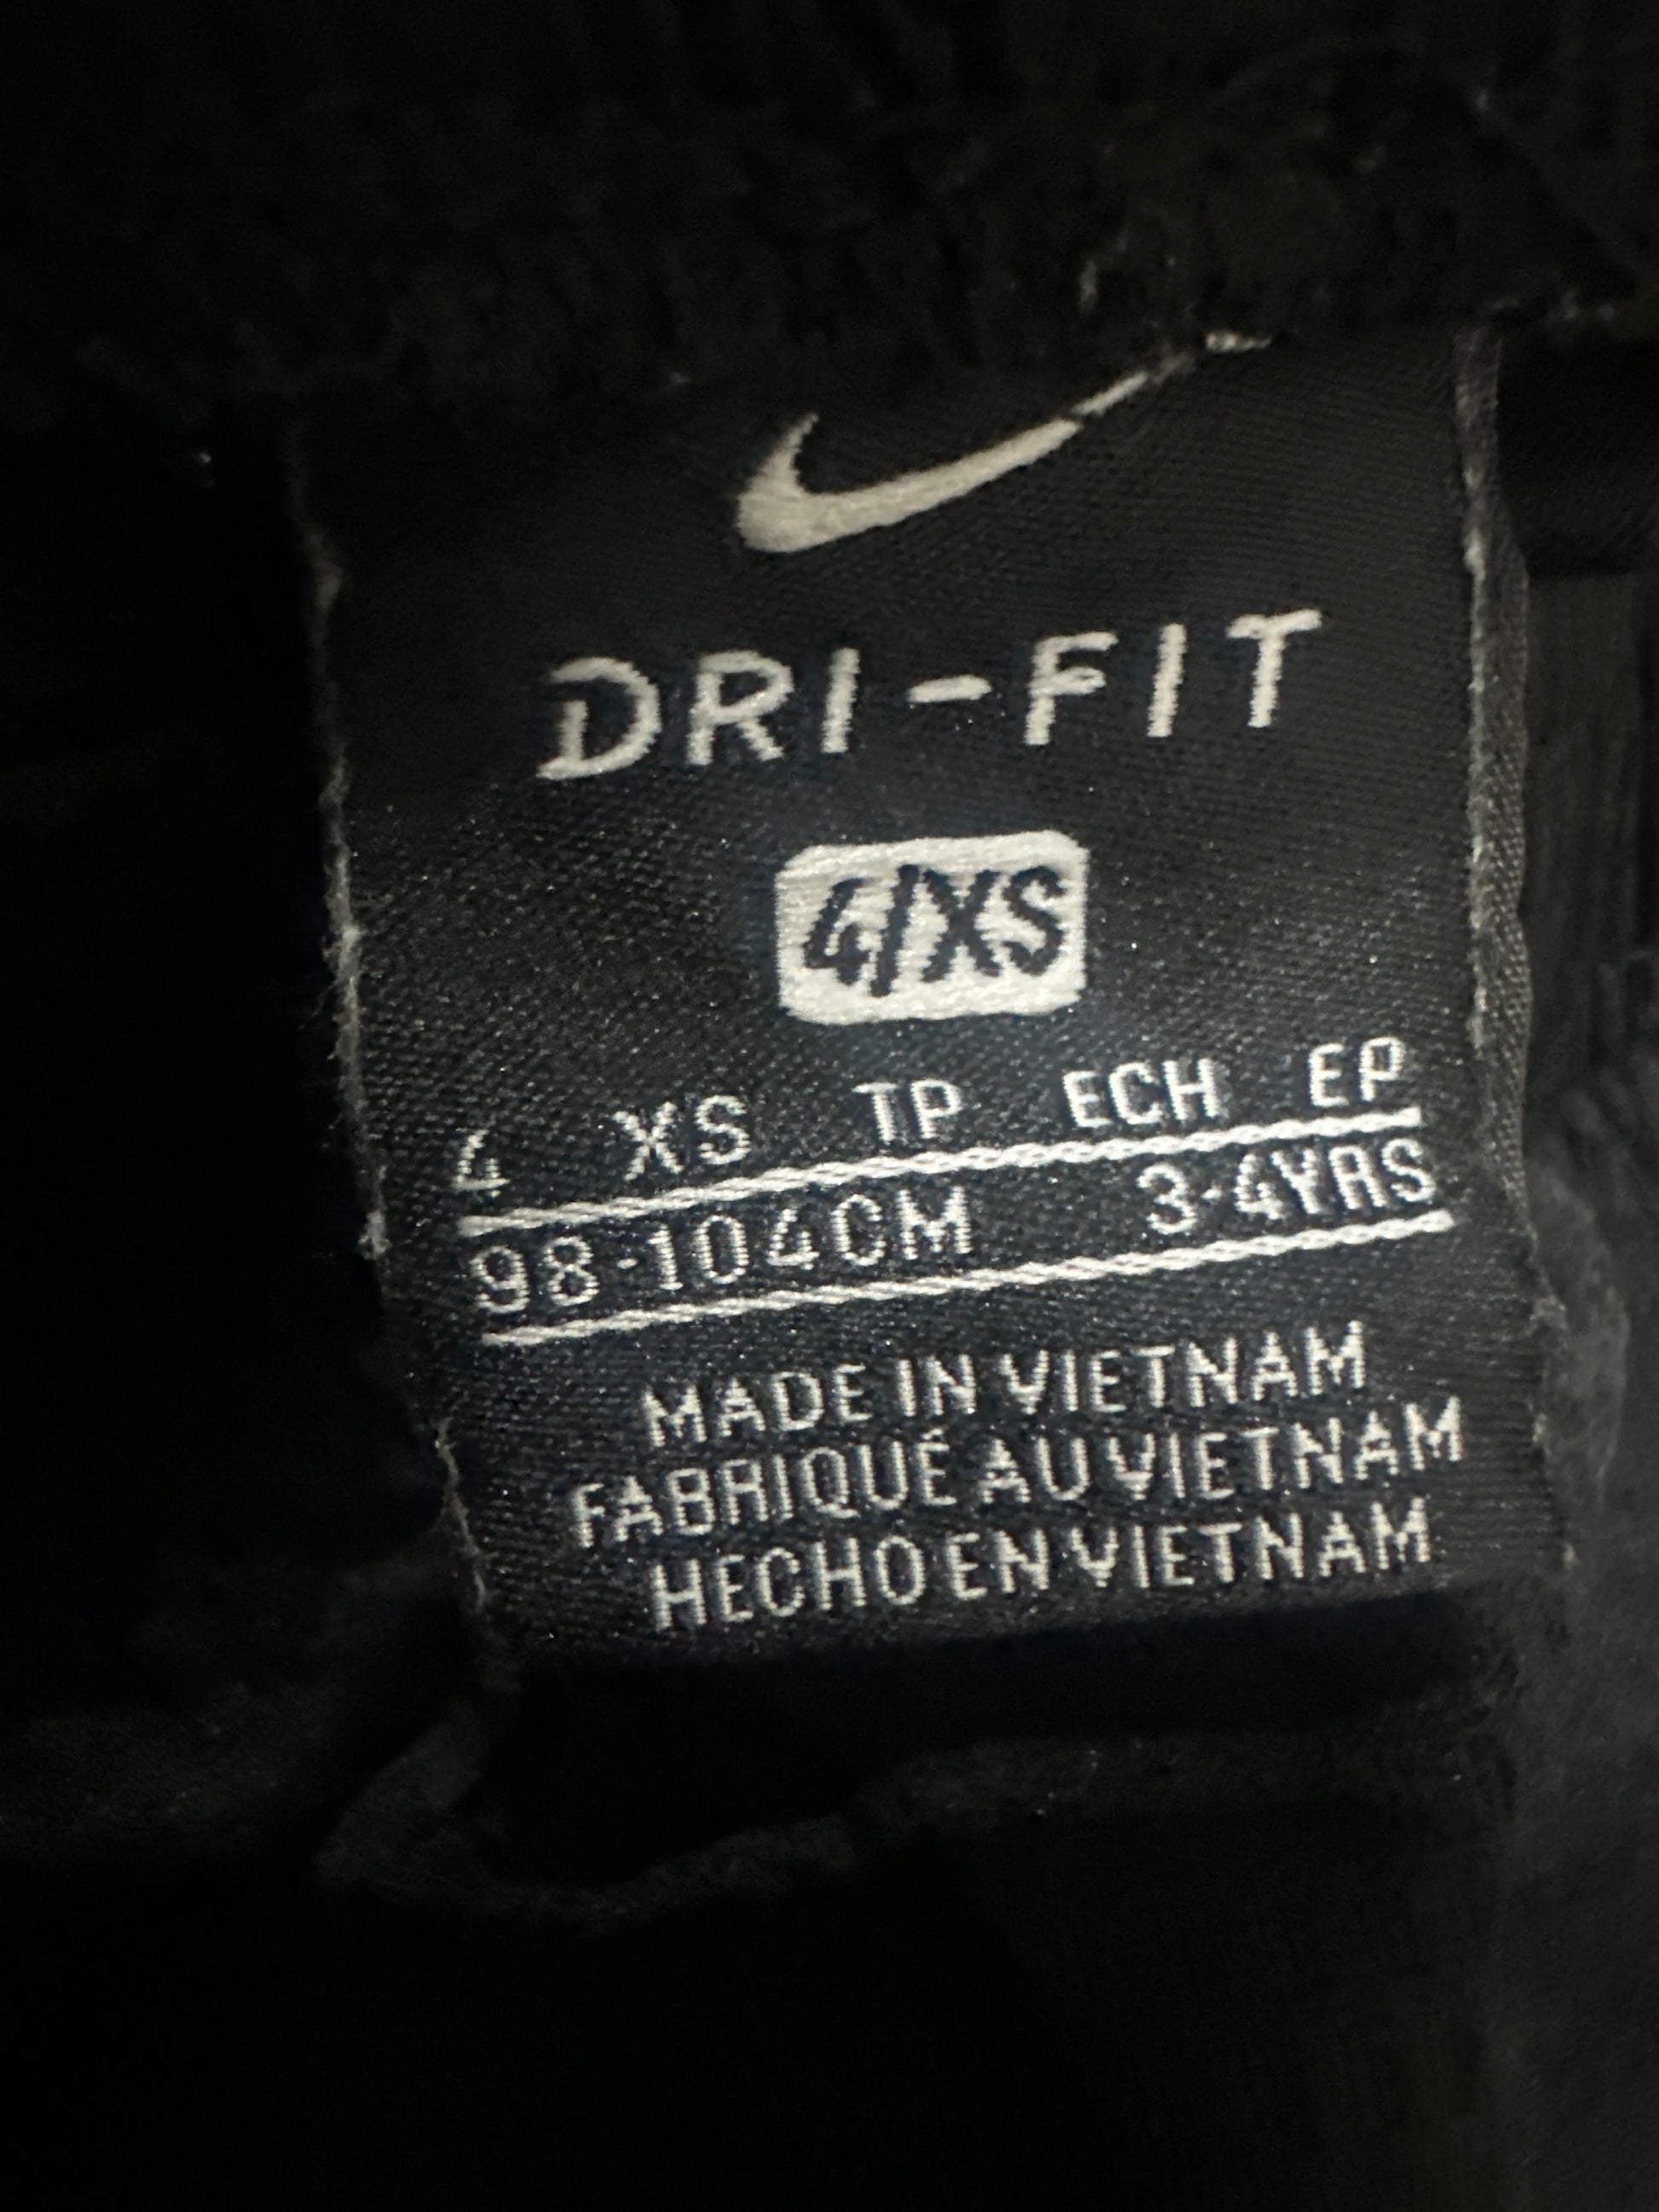 DRI-FIT
4/XS
4 XS TP ECH EP
98-104CM 3-4YRS
MADE IN VIETNAM
FABRIQUÉ AU VIETNAM
HECHO EN VIETNAM